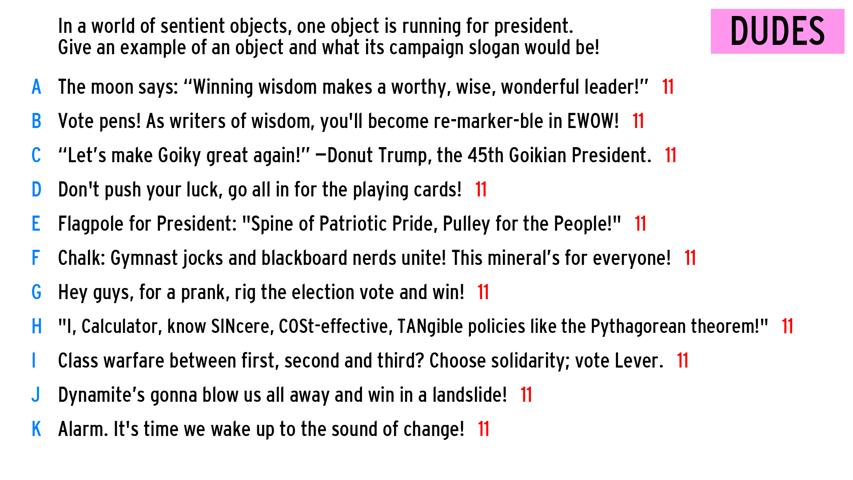 In a world of sentient objects, one object is running for president.
Give an example of an object and what its campaign slogan would be!
DUDES
A The moon says: “Winning wisdom makes a worthy, wise, wonderful leader!” 11
B Vote pens! As writers of wisdom, you'll become re-marker-ble in EWOW! 11
C “Let’s make Goiky great again!” —Donut Trump, the 45th Goikian President. 11
D Don't push your luck, go all in for the playing cards! 11
E Flagpole for President: "Spine of Patriotic Pride, Pulley for the People!" 11
F Chalk: Gymnast jocks and blackboard nerds unite! This mineral’s for everyone! 11
G Hey guys, for a prank, rig the election vote and win! 11
H "I, Calculator, know SINcere, COSt-effective, TANgible policies like the Pythagorean theorem!" 11
I Class warfare between first, second and third? Choose solidarity; vote Lever. 11
J Dynamite’s gonna blow us all away and win in a landslide! 11
K Alarm. It's time we wake up to the sound of change! 11